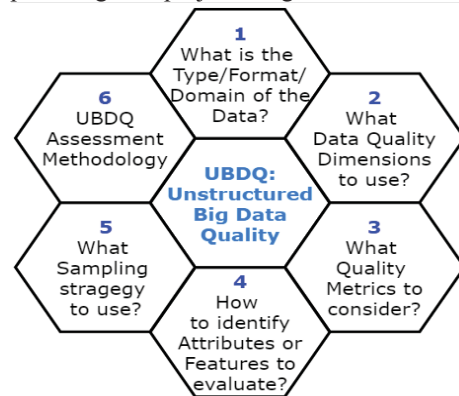 1
What is the
Type/Format/
Domain of the
Data?
2
What
Data Quality
Dimensions
to use?
3
What
Quality
Metrics to
consider?
4
How
to identify
Attributes or
Features to
evaluate?
5
What
Sampling
stragegy
to use?
6
UBDQ
Assessment
Methodology
UBDQ:
Unstructured
Big Data
Quality